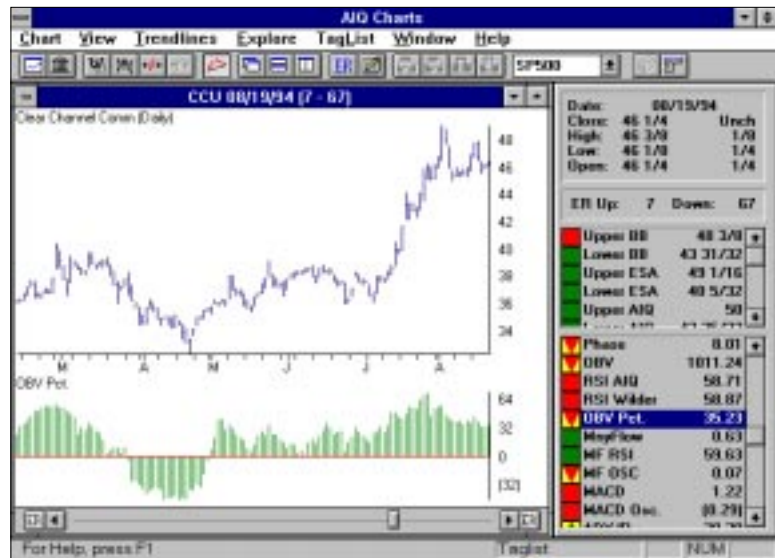 AIQ Charts
Chart View Trendlines Explore TagList Window Help
ER
SP500
CCU 08/19/94 (7 - 67)
Clear Channel Comm (Daily)
48
46
44
42
40
38
36
34
M A M J J A
OBV Pct.
64
32
0
(32)
Date: 08/19/94
Close: 46 1/4 Unch
High: 46 3/8 1/8
Low: 46 1/8 1/4
Open: 46 1/4 1/4
ER Up: 7 Down: 67
Upper BB 48 3/8
Lower BB 43 31/32
Upper ESA 49 1/16
Lower ESA 40 5/32
Upper AIQ 50
Phase 0.01
OBV 1011.24
RSI AIQ 58.71
RSI Wilder 58.87
OBV Pct. 35.23
MnyFlow 0.63
MF RSI 59.63
MF OSC 0.07
MACD 1.22
MACD Osc. (0.29)
For Help, press F1
Taglist
NUM